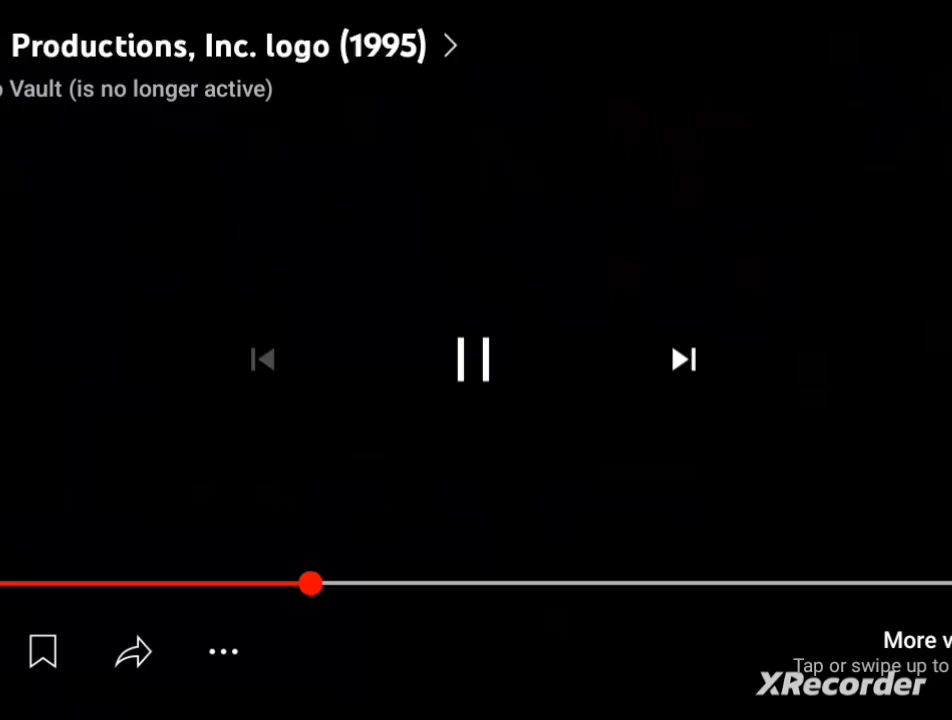 Productions, Inc. logo (1995)
Vault (is no longer active)
More
Tap or swipe up to
XRecorder